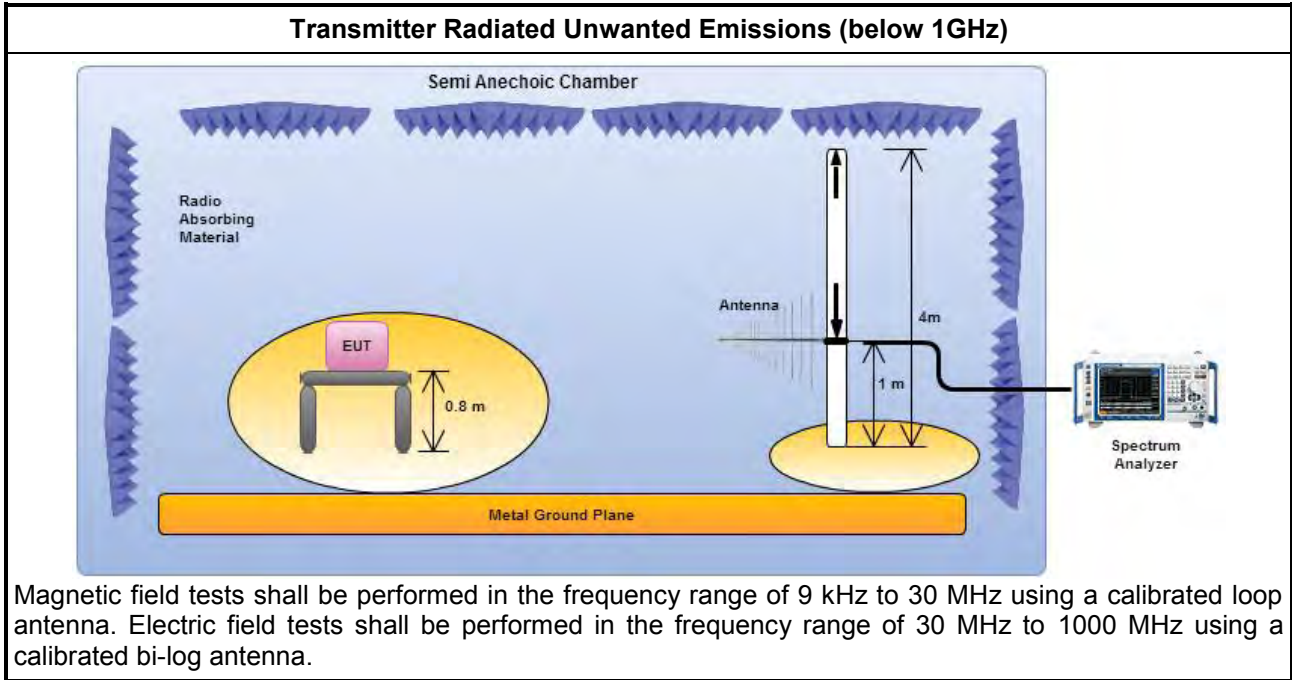 Transmitter Radiated Unwanted Emissions (below 1GHz)
Semi Anechoic Chamber
Radio
Absorbing
Material
Antenna
4m
EUT
1 m
0.8 m
Spectrum
Analyzer
Metal Ground Plane
Magnetic field tests shall be performed in the frequency range of 9 kHz to 30 MHz using a calibrated loop
antenna. Electric field tests shall be performed in the frequency range of 30 MHz to 1000 MHz using a
calibrated bi-log antenna.